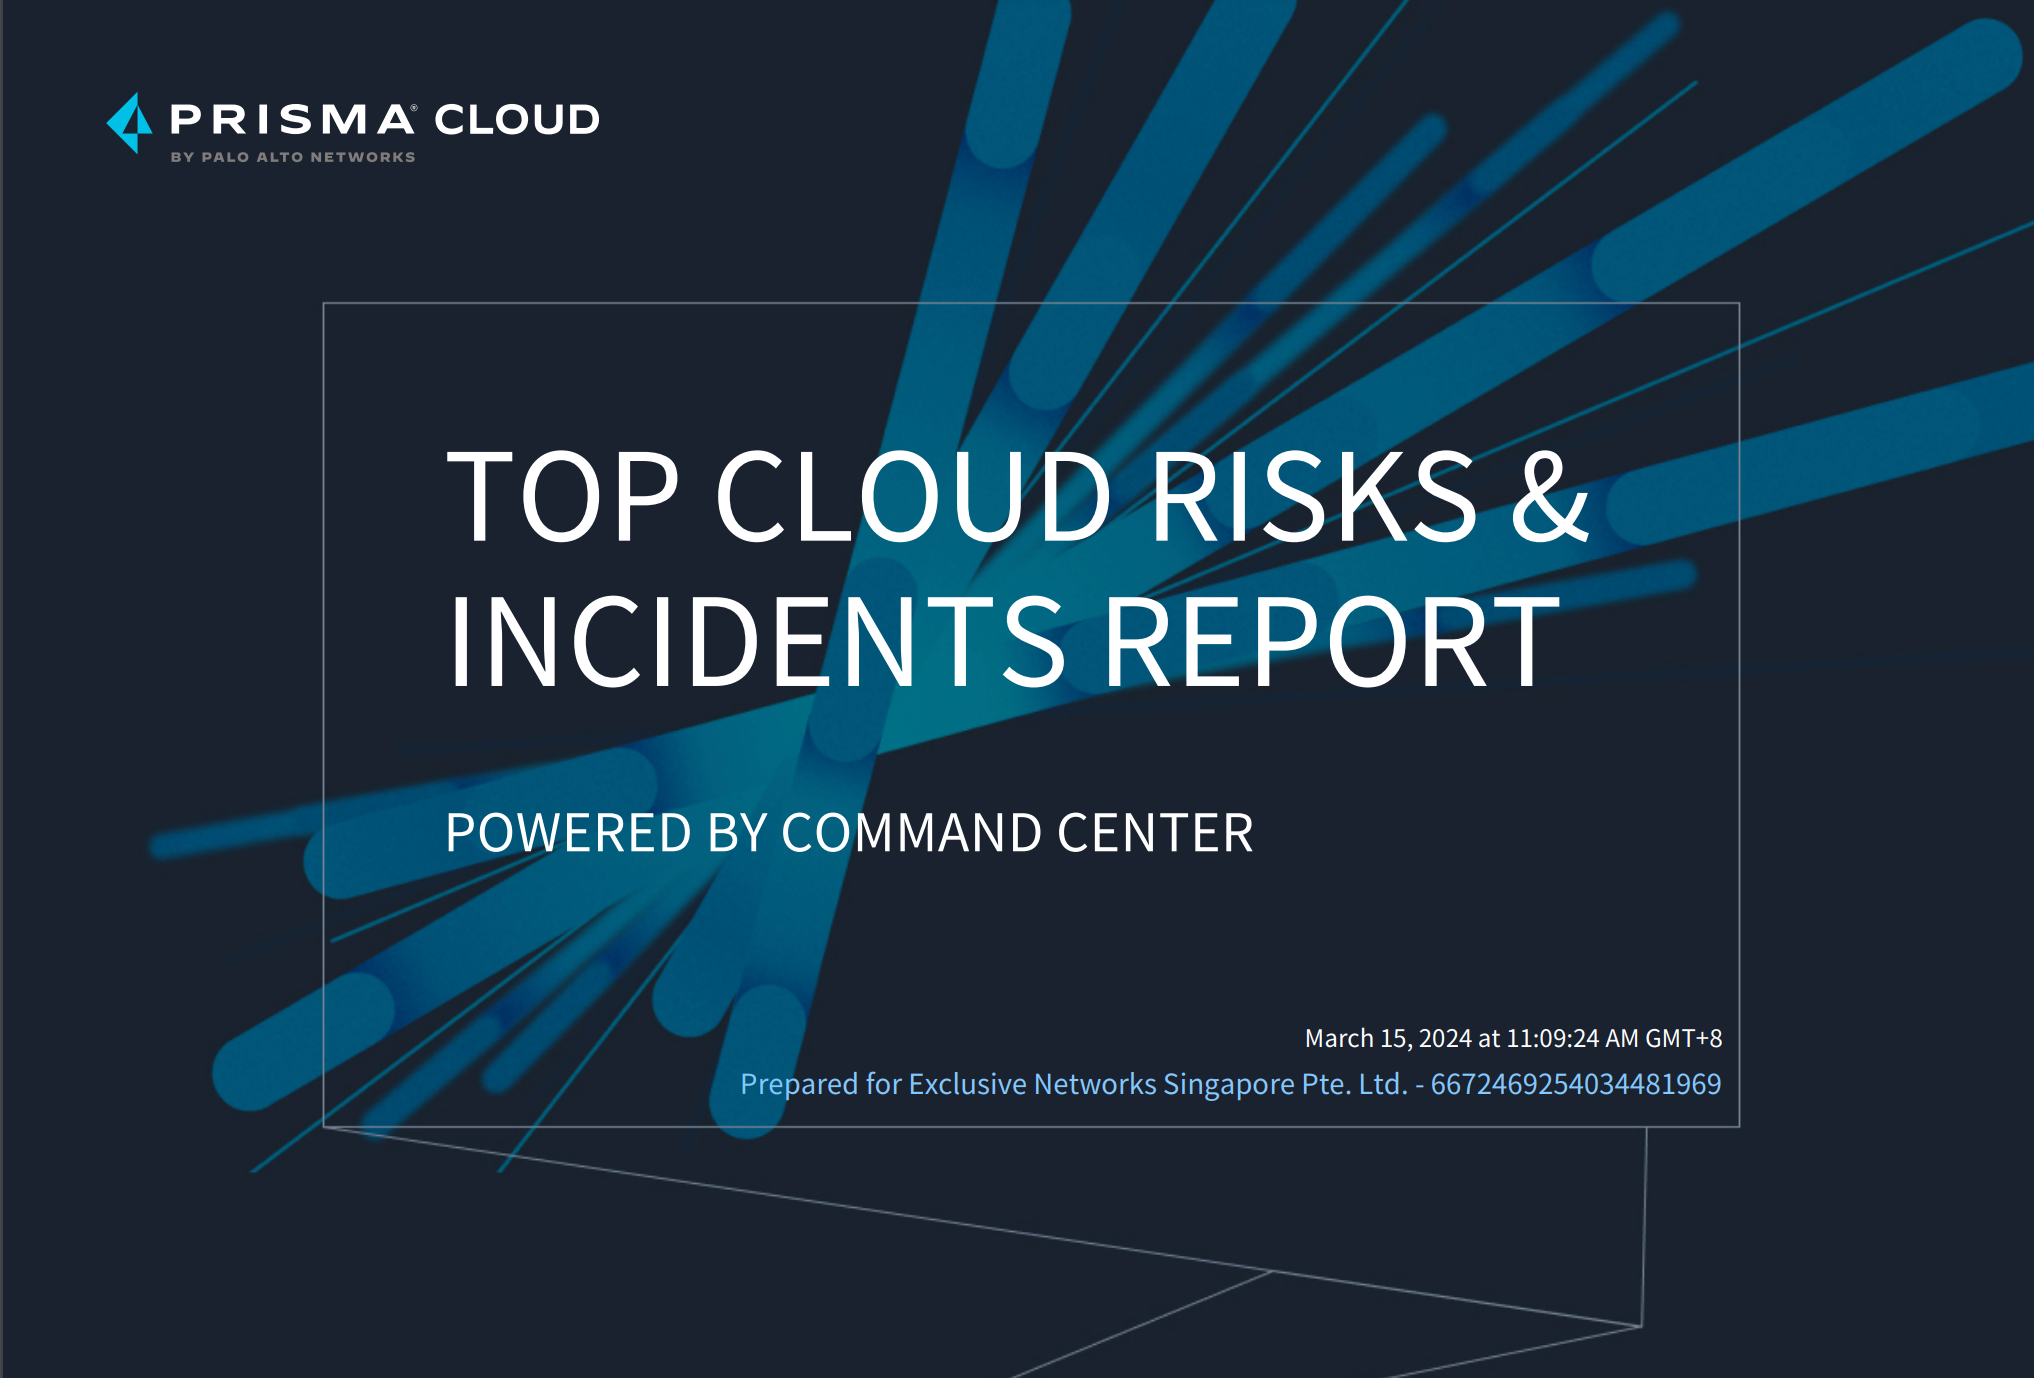 PRISMA® CLOUD
BY PALO ALTO NETWORKS
TOP CLOUD RISKS &
INCIDENTS REPORT
POWERED BY COMMAND CENTER
March 15, 2024 at 11:09:24 AM GMT+8
Prepared for Exclusive Networks Singapore Pte. Ltd. - 6672469254034481969